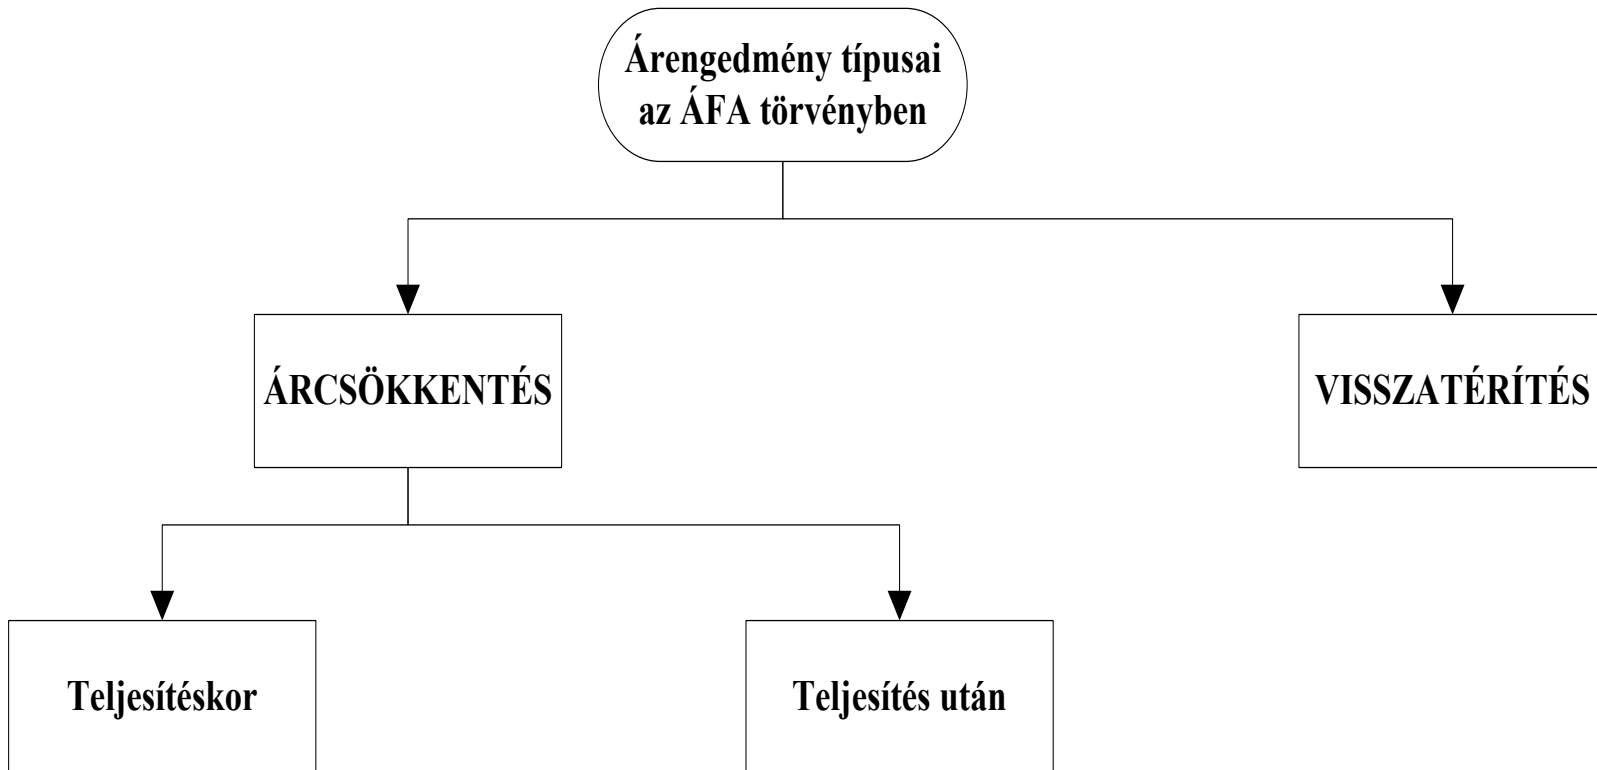 Árengedmény típusai
az ÁFA törvényben
ÁRCSÖKKENTÉS
VISSZATÉRÍTÉS
Teljesítéskor
Teljesítés után